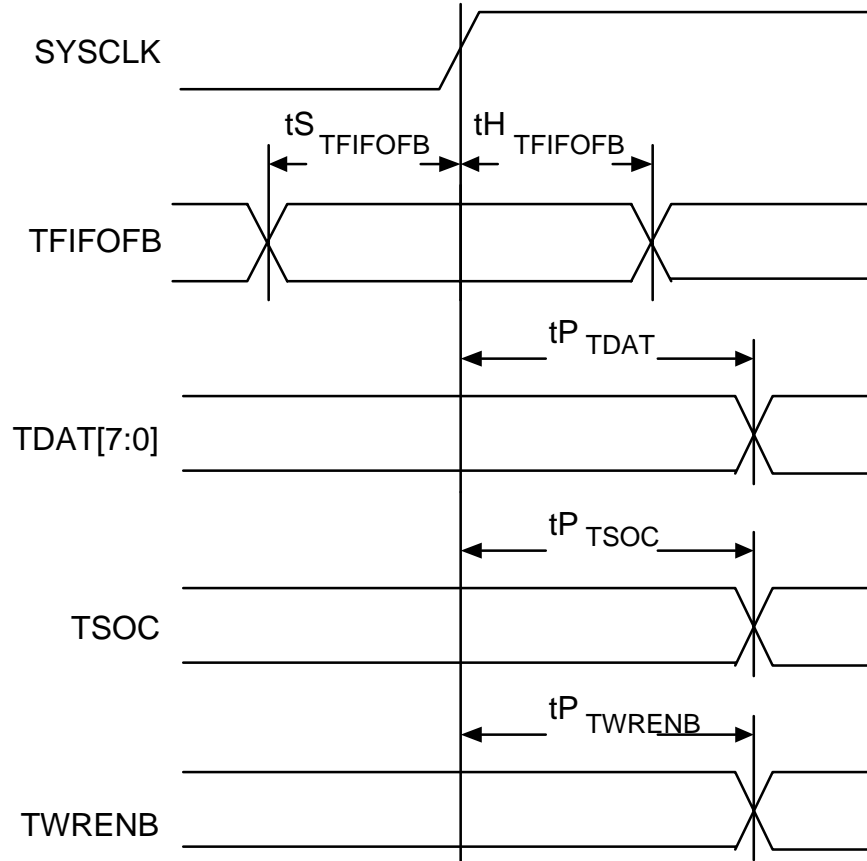 SYSCLK
tS TFIFOFB
tH TFIFOFB
TFIFOFB
tP TDAT
TDAT[7:0]
tP TSOC
TSOC
tP TWRENB
TWRENB